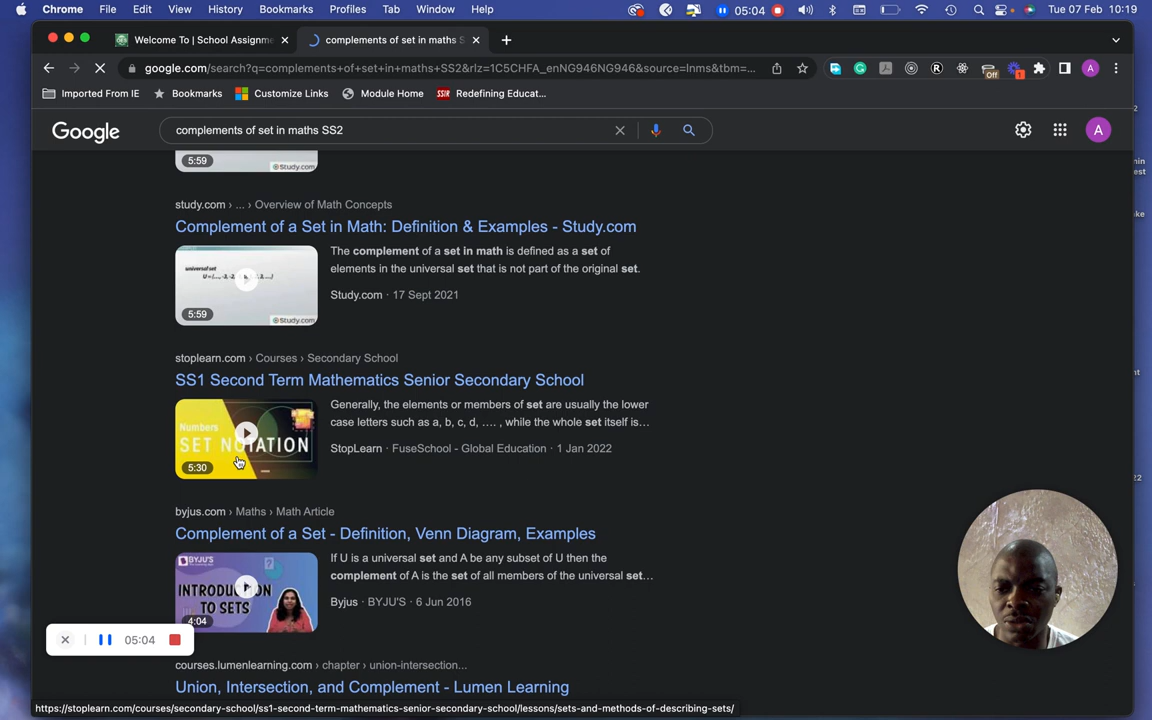 Chrome File Edit View History Bookmarks Profiles Tab Window Help 05:04 Tue 07 Feb 10:19
Welcome To | School Assignme
complements of set in maths S
google.com/search?q=complements+of+set+in+maths+SS2&rlz=1C5CHFA_enNG946NG946&source=lnms&tbm=...
Off 1 A
Imported From IE Bookmarks Customize Links Module Home SSIR Redefining Educat...
Google complements of set in maths SS2 A
5:59 Study.com
study.com › ... › Overview of Math Concepts
Complement of a Set in Math: Definition & Examples - Study.com
The complement of a set in math is defined as a set of
elements in the universal set that is not part of the original set.
Study.com · 17 Sept 2021
universal set
5:59 Study.com
stoplearn.com › Courses › Secondary School
SS1 Second Term Mathematics Senior Secondary School
Generally, the elements or members of set are usually the lower
case letters such as a, b, c, d, .... , while the whole set itself is...
StopLearn · FuseSchool - Global Education · 1 Jan 2022
Numbers
SET NOTATION
5:30
byjus.com › Maths › Math Article
Complement of a Set - Definition, Venn Diagram, Examples
If U is a universal set and A be any subset of U then the
complement of A is the set of all members of the universal set...
Byjus · BYJU'S · 6 Jun 2016
BYJU'S
INTRODUCTION
TO SETS
4:04
05:04
courses.lumenlearning.com › chapter › union-intersection...
Union, Intersection, and Complement - Lumen Learning
https://stoplearn.com/courses/secondary-school/ss1-second-term-mathematics-senior-secondary-school/lessons/sets-and-methods-of-describing-sets/